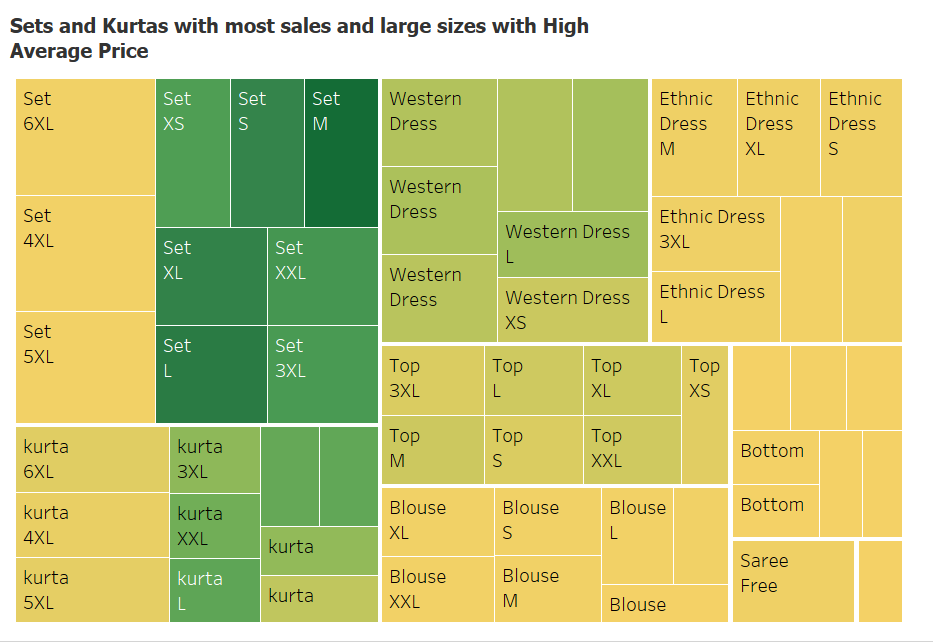 Sets and Kurtas with most sales and large sizes with High
Average Price
Set
6XL
Set
4XL
Set
5XL
Set
XS
Set
S
Set
M
Set
XL
Set
XXL
Set
L
Set
3XL
kurta
6XL
kurta
4XL
kurta
5XL
kurta
3XL
kurta
XXL
kurta
L
kurta
kurta
Western
Dress
Western
Dress
Western
Dress
Western Dress
L
Western Dress
XS
Ethnic
Dress
M
Ethnic
Dress
XL
Ethnic
Dress
S
Ethnic Dress
3XL
Ethnic Dress
L
Top
3XL
Top
L
Top
XL
Top
XS
Top
M
Top
S
Top
XXL
Blouse
XL
Blouse
S
Blouse
L
Blouse
XXL
Blouse
M
Blouse
Bottom
Bottom
Saree
Free